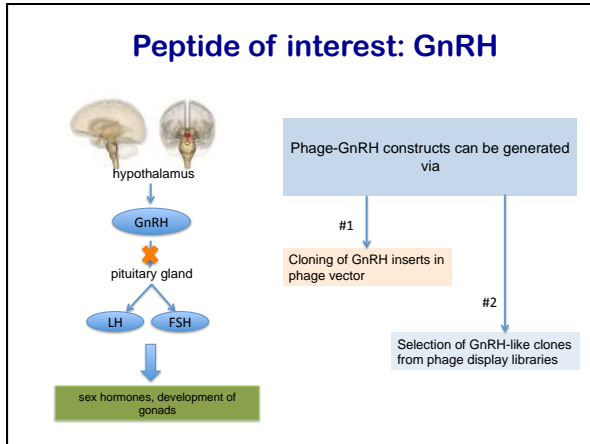 Peptide of interest: GnRH
hypothalamus
GnRH
pituitary gland
LH
FSH
sex hormones, development of
gonads
Phage-GnRH constructs can be generated
via
#1
Cloning of GnRH inserts in
phage vector
#2
Selection of GnRH-like clones
from phage display libraries